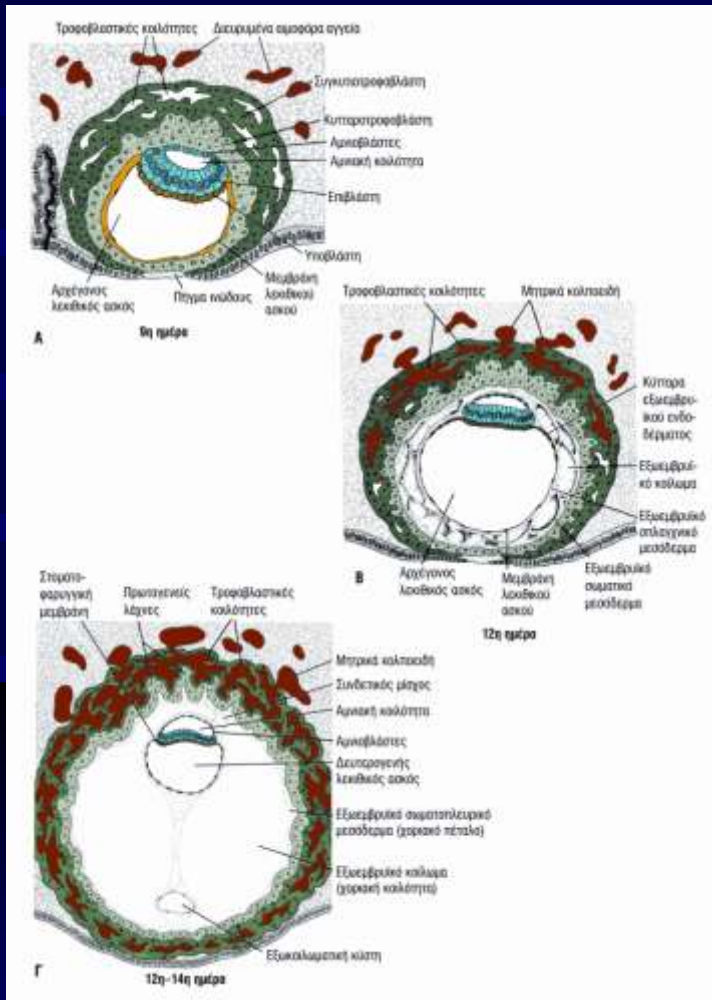 Τροφοβλαστικές κοιλότητες
Διευρυμένα αιμοφόρα αγγεία
Συγκυτιοτροφοβλάστη
Κυτταροτροφοβλάστη
Αμνιοβλάστες
Αμνιακή κοιλότητα
Επιβλάστη
Υποβλάστη
Μεμβράνη
λεκιθικού
ασκού
Πήγμα ινώδους
Αρχέγονος
λεκιθικός ασκός
Α
9η ημέρα
Τροφοβλαστικές κοιλότητες
Μητρικά κολποειδή
Κύτταρα
εξωεμβρυ-
ϊκού ενδο-
δέρματος
Εξωεμβρυϊ-
κό κοίλωμα
Εξωεμβρυϊκό
σπλαγχνικό
μεσόδερμα
Εξωεμβρυϊκό
σωματικό
μεσόδερμα
Μεμβράνη
λεκιθικού
ασκού
Αρχέγονος
λεκιθικός ασκός
Β
12η ημέρα
Στοματο-
φαρυγγική
μεμβράνη
Πρωτογενείς
λάχνες
Τροφοβλαστικές
κοιλότητες
Μητρικά κολποειδή
Συνδετικός μίσχος
Αμνιακή κοιλότητα
Αμνιοβλάστες
Δευτερογενής
λεκιθικός ασκός
Εξωεμβρυϊκό σωματοπλευρικό
μεσόδερμα (χοριακό πέταλο)
Εξωεμβρυϊκό κοίλωμα
(χοριακή κοιλότητα)
Εξωκοιλωματική κύστη
Γ
12η-14η ημέρα